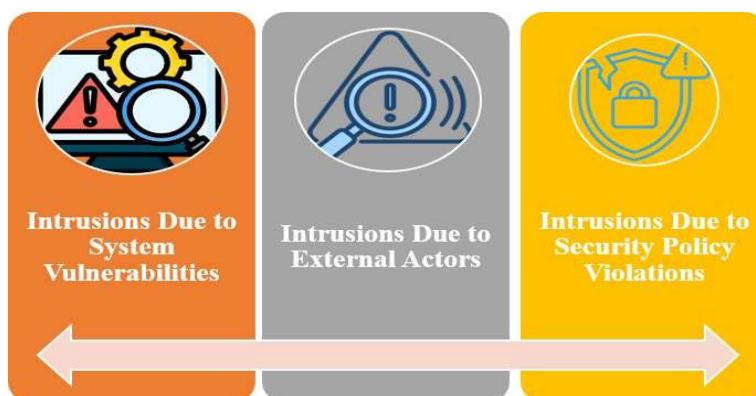 Intrusions Due to
System
Vulnerabilities
Intrusions Due to
External Actors
Intrusions Due to
Security Policy
Violations